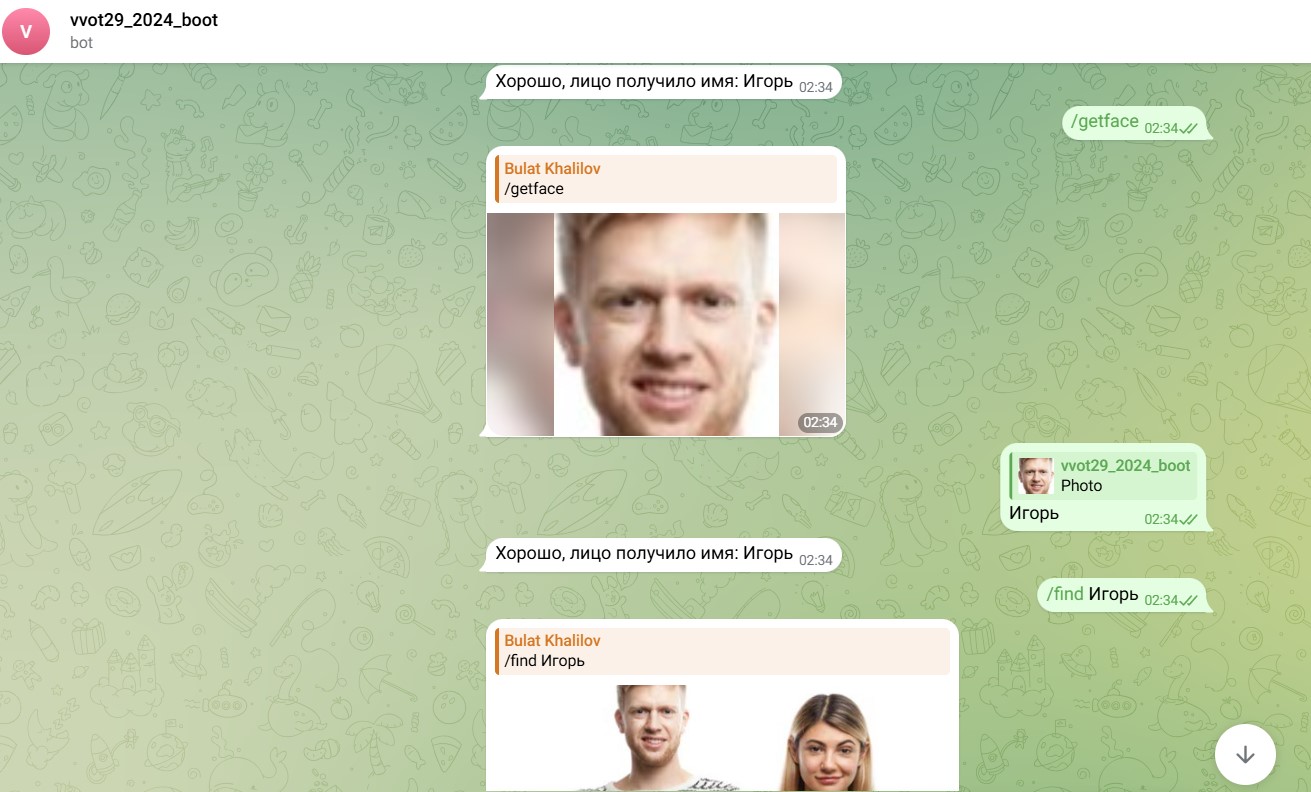 V
vvot29_2024_boot
bot
Хорошо, лицо получило имя: Игорь 02:34
/getface 02:34
Bulat Khalilov
/getface
02:34
vvot29_2024_boot
Photo
Игорь 02:34
Хорошо, лицо получило имя: Игорь 02:34
/find Игорь 02:34
Bulat Khalilov
/find Игорь